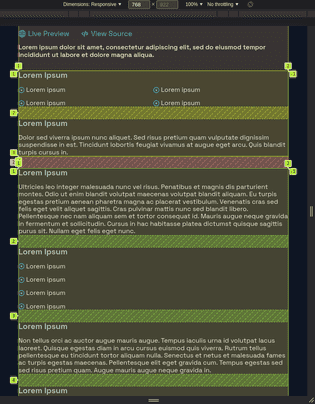 Dimensions: Responsive ▾ 768 × 822 100% ▾ No throttling ▾
Live Preview View Source
Lorem ipsum dolor sit amet, consectetur adipiscing elit, sed do eiusmod tempor
incididunt ut labore et dolore magna aliqua.
Lorem Ipsum
Lorem ipsum Lorem ipsum
Lorem ipsum Lorem ipsum
Lorem Ipsum
Dolor sed viverra ipsum nunc aliquet. Sed risus pretium quam vulputate dignissim
suspendisse in est. Tincidunt lobortis feugiat vivamus at augue eget arcu. Quis blandit
turpis cursus in.
Lorem Ipsum
Ultricies leo integer malesuada nunc vel risus. Penatibus et magnis dis parturient
montes. Odio ut enim blandit volutpat maecenas volutpat blandit aliquam. Eu turpis
egestas pretium aenean pharetra magna ac placerat vestibulum. Venenatis cras sed
felis eget velit aliquet sagittis. Cras pulvinar mattis nunc sed blandit libero.
Pellentesque nec nam aliquam sem et tortor consequat id. Mauris augue neque gravida
in fermentum et sollicitudin. Cursus in hac habitasse platea dictumst quisque sagittis
purus sit. Nullam eget felis eget nunc.
Lorem Ipsum
Lorem ipsum
Lorem ipsum
Lorem ipsum
Lorem ipsum
Lorem Ipsum
Non tellus orci ac auctor augue mauris augue. Tempus iaculis urna id volutpat lacus
laoreet. Quisque egestas diam in arcu cursus euismod quis viverra. Rutrum tellus
pellentesque eu tincidunt tortor aliquam nulla. Senectus et netus et malesuada fames
ac turpis egestas maecenas. Pellentesque elit eget gravida cum. Tempus egestas sed
sed risus pretium quam. Augue mauris augue neque gravida in.
Lorem Ipsum